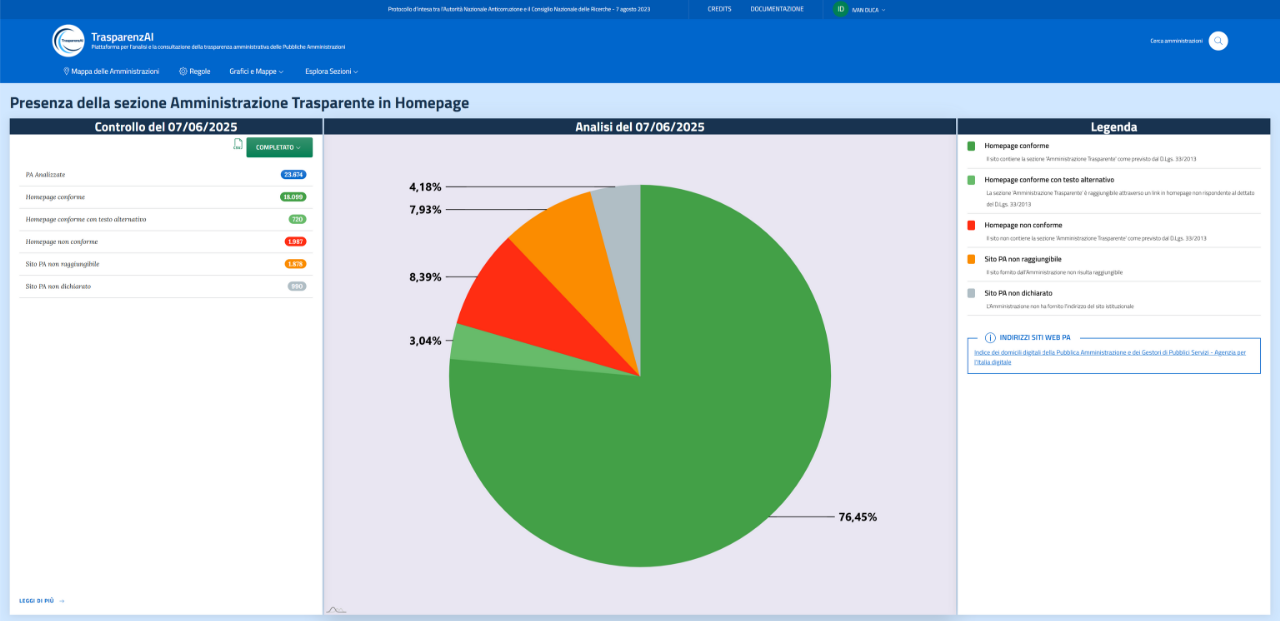 Protocollo d'Intesa tra l'Autorità Nazionale Anticorruzione e il Consiglio Nazionale delle Ricerche - 7 agosto 2023
CREDITS
DOCUMENTAZIONE
ID
IVAN DUCA
TrasparenzAI
TrasparenzAI
Piattaforma per l'analisi e la consultazione della trasparenza amministrativa delle Pubbliche Amministrazioni
Cerca amministrazioni
Mappa delle Amministrazioni
Regole
Grafici e Mappe
Esplora Sezioni
Presenza della sezione Amministrazione Trasparente in Homepage
Controllo del 07/06/2025
COMPLETATO
PA Analizzate
23.674
Homepage conforme
18.099
Homepage conforme con testo alternativo
720
Homepage non conforme
1.987
Sito PA non raggiungibile
1.878
Sito PA non dichiarato
990
LEGGI DI PIÙ
Analisi del 07/06/2025
4,18%
7,93%
8,39%
3,04%
76,45%
Legenda
Homepage conforme
Il sito contiene la sezione 'Amministrazione Trasparente' come previsto dal D.Lgs. 33/2013
Homepage conforme con testo alternativo
La sezione 'Amministrazione Trasparente' è raggiungibile attraverso un link in homepage non rispondente al dettato
del D.Lgs. 33/2013
Homepage non conforme
Il sito non contiene la sezione 'Amministrazione Trasparente' come previsto dal D.Lgs. 33/2013
Sito PA non raggiungibile
Il sito fornito dall'Amministrazione non risulta raggiungibile
Sito PA non dichiarato
L'Amministrazione non ha fornito l'indirizzo del sito istituzionale
INDIRIZZI SITI WEB PA
Indice dei domicili digitali della Pubblica Amministrazione e dei Gestori di Pubblici Servizi - Agenzia per
l'Italia digitale